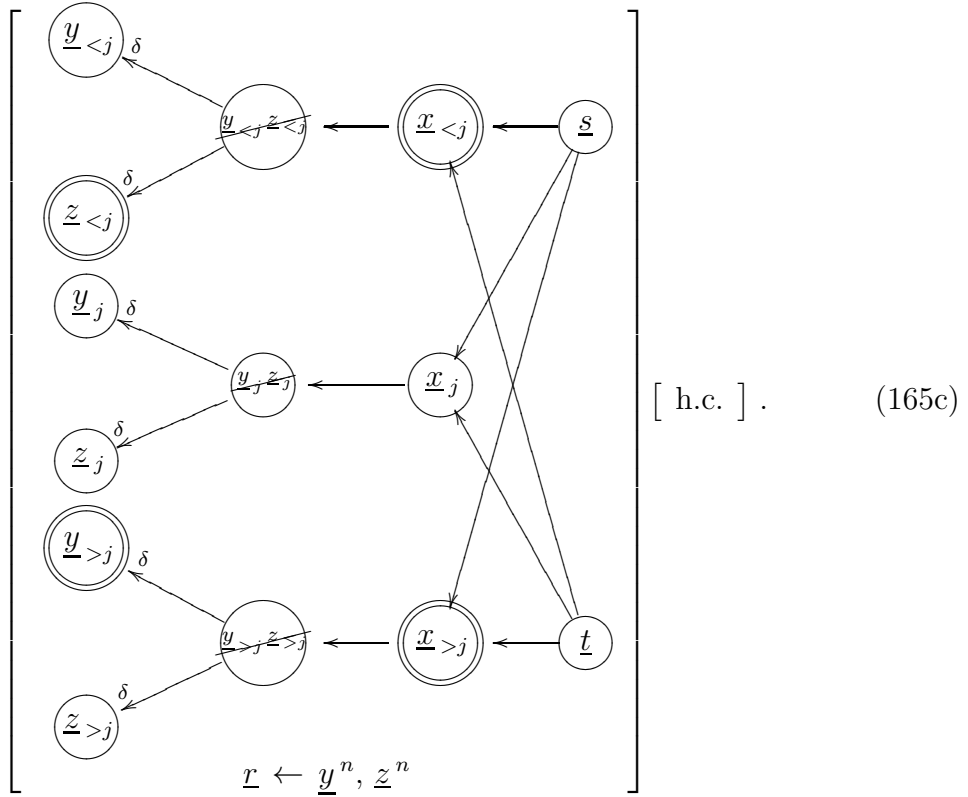 y <j δ
y <j z <j
x <j
s
δ
z <j
y j δ
y j z j
x j
[ h.c. ] . (165c)
δ
z j
y >j
δ
y >j z >j
x >j
t
δ
z >j
r ← y n, z n